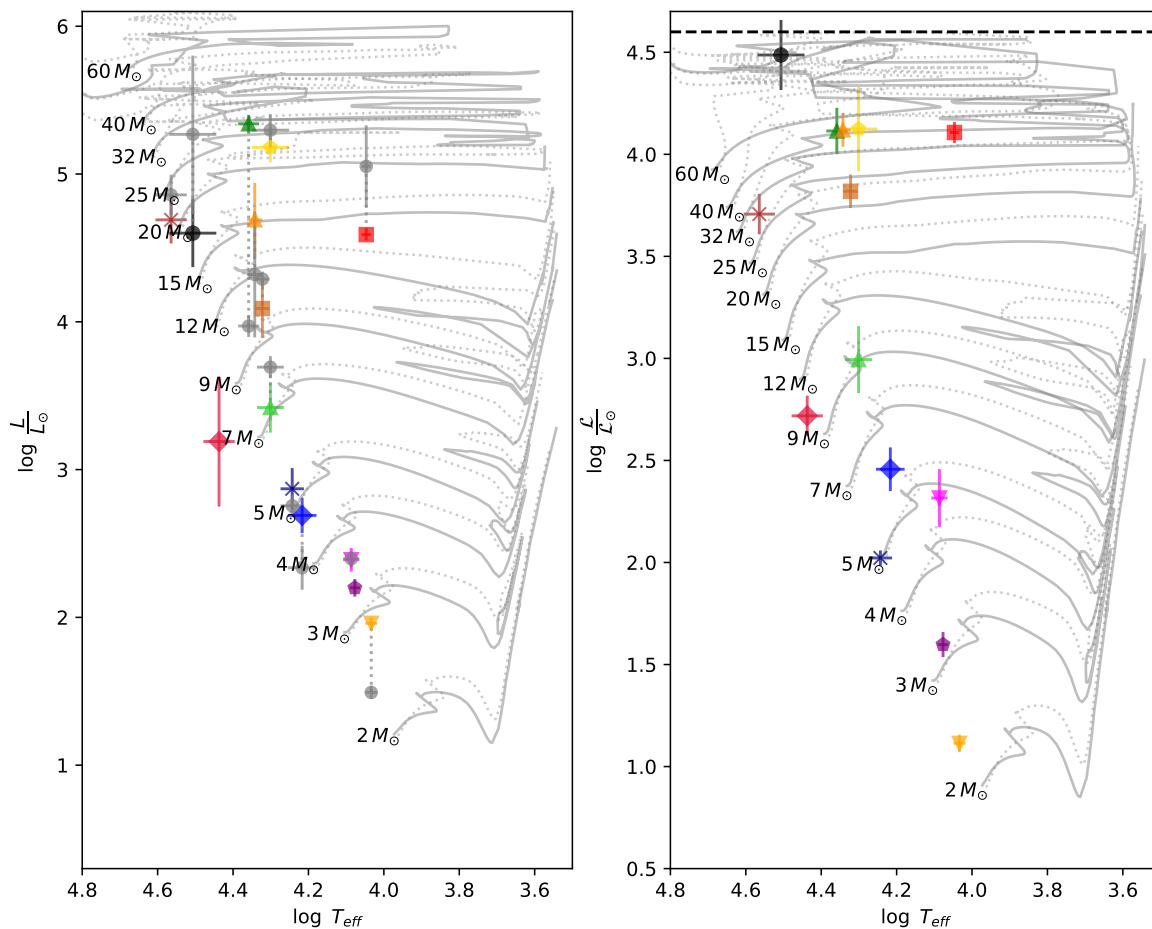 6
5
4
3
2
1
log L/L⊙
60 M⊙
40 M⊙
32 M⊙
25 M⊙
20 M⊙
15 M⊙
12 M⊙
9 M⊙
7 M⊙
5 M⊙
4 M⊙
3 M⊙
2 M⊙
4.8 4.6 4.4 4.2 4.0 3.8 3.6
log T_eff
4.5
4.0
3.5
3.0
2.5
2.0
1.5
1.0
0.5
log ℒ/ℒ⊙
60 M⊙
40 M⊙
32 M⊙
25 M⊙
20 M⊙
15 M⊙
12 M⊙
9 M⊙
7 M⊙
5 M⊙
4 M⊙
3 M⊙
2 M⊙
4.8 4.6 4.4 4.2 4.0 3.8 3.6
log T_eff